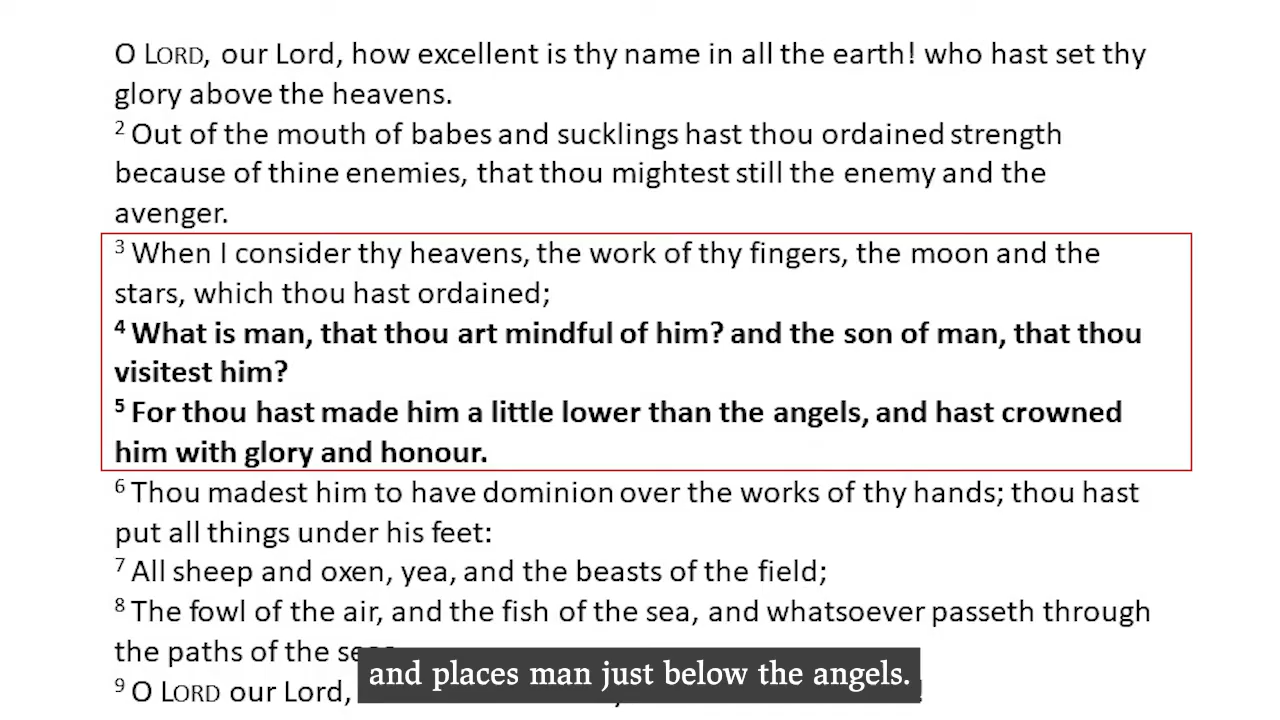 O LORD, our Lord, how excellent is thy name in all the earth! who hast set thy
glory above the heavens.
2 Out of the mouth of babes and sucklings hast thou ordained strength
because of thine enemies, that thou mightest still the enemy and the
avenger.
3 When I consider thy heavens, the work of thy fingers, the moon and the
stars, which thou hast ordained;
4 What is man, that thou art mindful of him? and the son of man, that thou
visitest him?
5 For thou hast made him a little lower than the angels, and hast crowned
him with glory and honour.
6 Thou madest him to have dominion over the works of thy hands; thou hast
put all things under his feet:
7 All sheep and oxen, yea, and the beasts of the field;
8 The fowl of the air, and the fish of the sea, and whatsoever passeth through
the paths of the
9 O LORD our Lord,
and places man just below the angels.